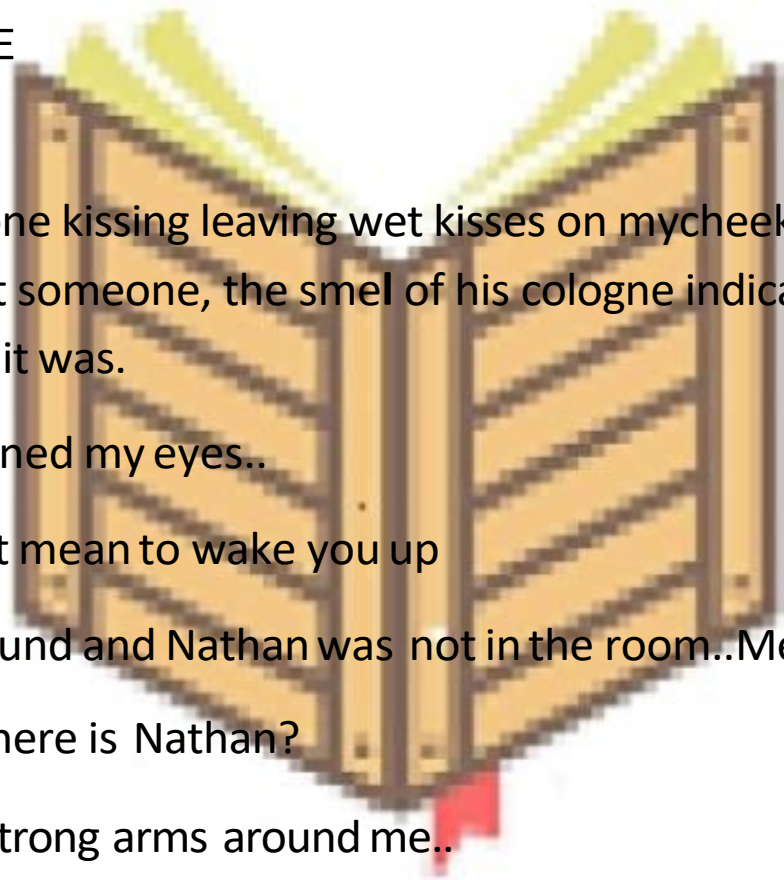 E
ne kissing leaving wet kisses on mycheek
t someone, the smel of his cologne indica
it was.
ned my eyes..
t mean to wake you up
und and Nathan was not in the room..Me
here is Nathan?
trong arms around me..